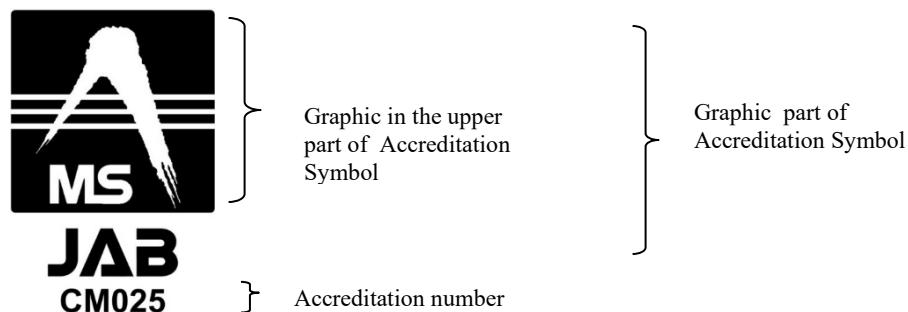 MS
JAB
CM025
Graphic in the upper
part of Accreditation
Symbol
Graphic part of
Accreditation Symbol
Accreditation number